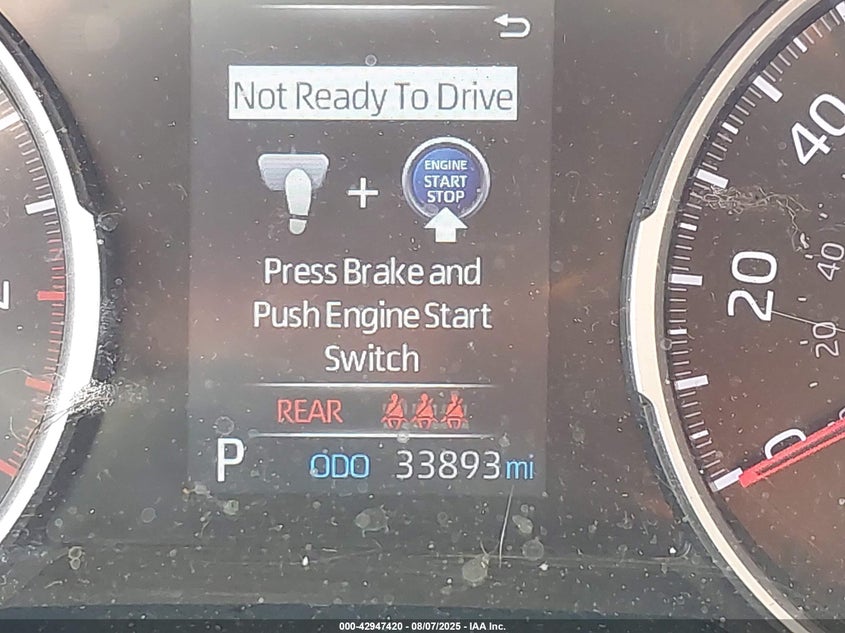 Not Ready To Drive
ENGINE
START
STOP
+
Press Brake and
Push Engine Start
Switch
REAR
P ODO 33893 mi
40
20
0
40
20
000-42947420 - 08/07/2025 - IAA Inc.